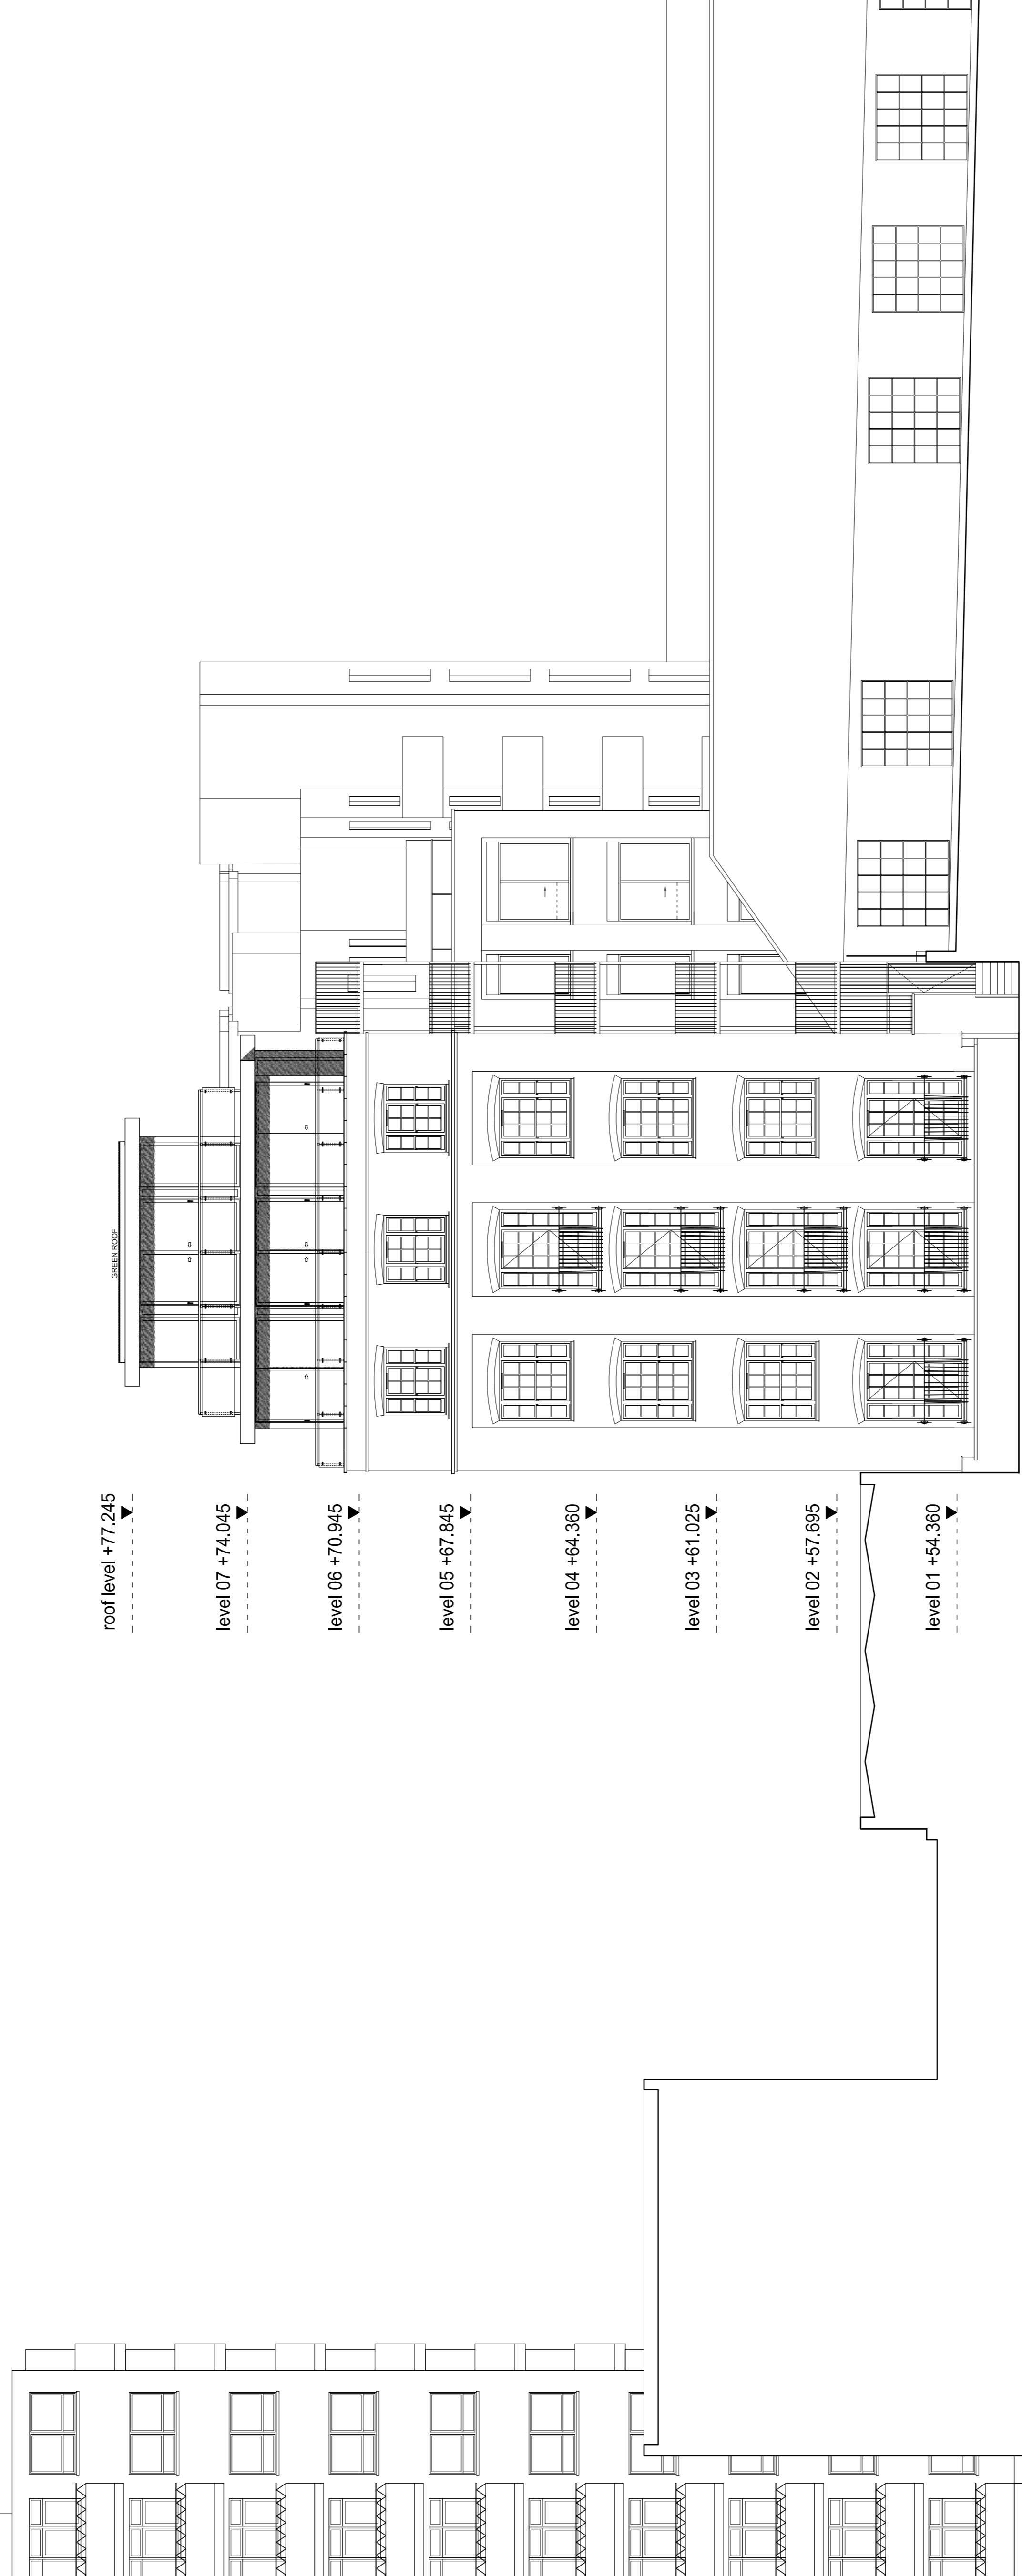 GREEN ROOF
roof level +77.245
level 07 +74.045
level 06 +70.945
level 05 +67.845
level 04 +64.360
level 03 +61.025
level 02 +57.695
level 01 +54.360